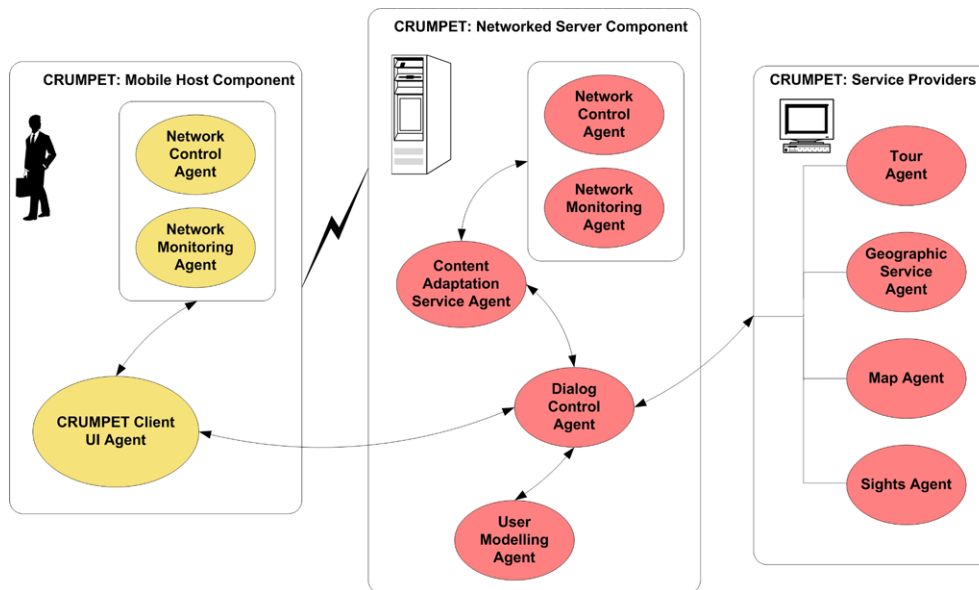 CRUMPET: Mobile Host Component
Network
Control
Agent
Network
Monitoring
Agent
CRUMPET Client
UI Agent
CRUMPET: Networked Server Component
Network
Control
Agent
Network
Monitoring
Agent
Content
Adaptation
Service Agent
Dialog
Control
Agent
User
Modelling
Agent
CRUMPET: Service Providers
Tour
Agent
Geographic
Service
Agent
Map Agent
Sights Agent